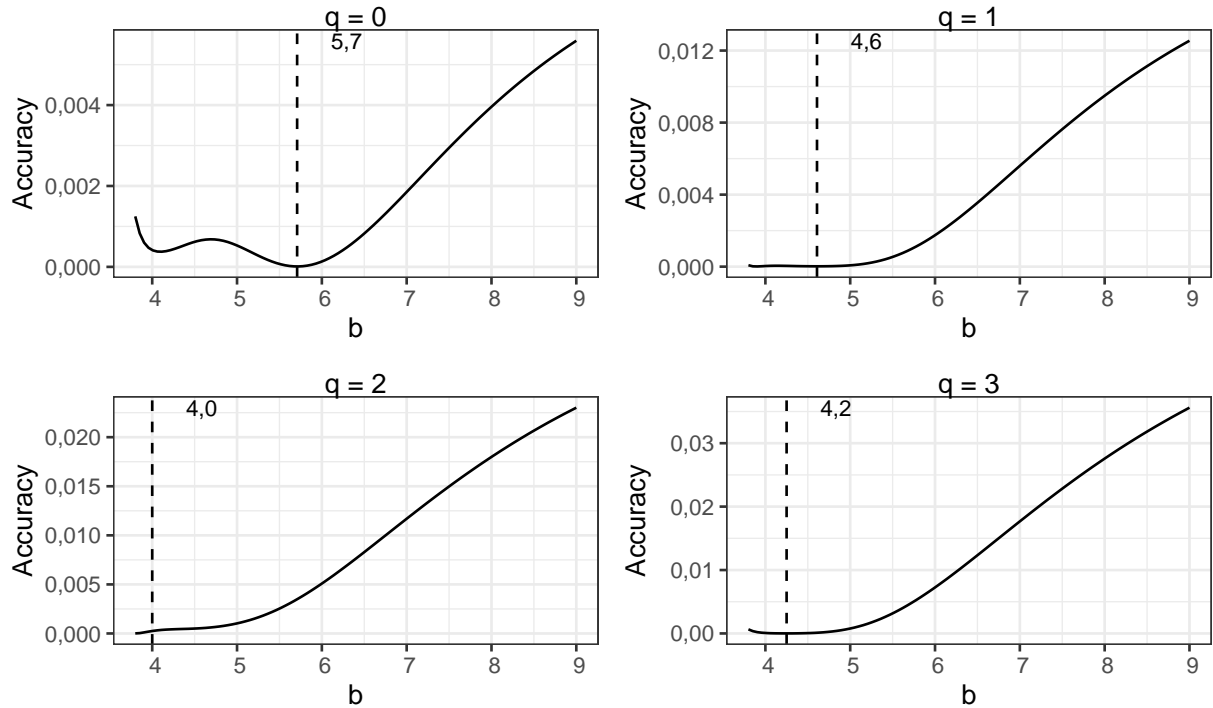 q = 0
5,7
Accuracy
0,004
0,002
0,000
4 5 6 7 8 9
b
q = 1
4,6
Accuracy
0,012
0,008
0,004
0,000
4 5 6 7 8 9
b
q = 2
4,0
Accuracy
0,020
0,015
0,010
0,005
0,000
4 5 6 7 8 9
b
q = 3
4,2
Accuracy
0,03
0,02
0,01
0,00
4 5 6 7 8 9
b